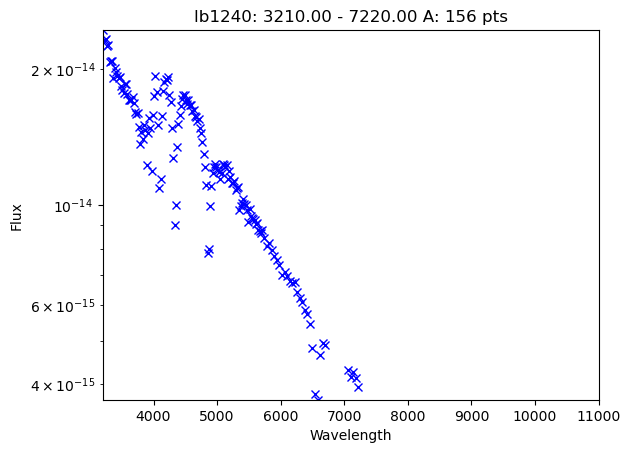 lb1240: 3210.00 - 7220.00 A: 156 pts
2 × 10⁻¹⁴
10⁻¹⁴
6 × 10⁻¹⁵
4 × 10⁻¹⁵
Flux
4000 5000 6000 7000 8000 9000 10000 11000
Wavelength